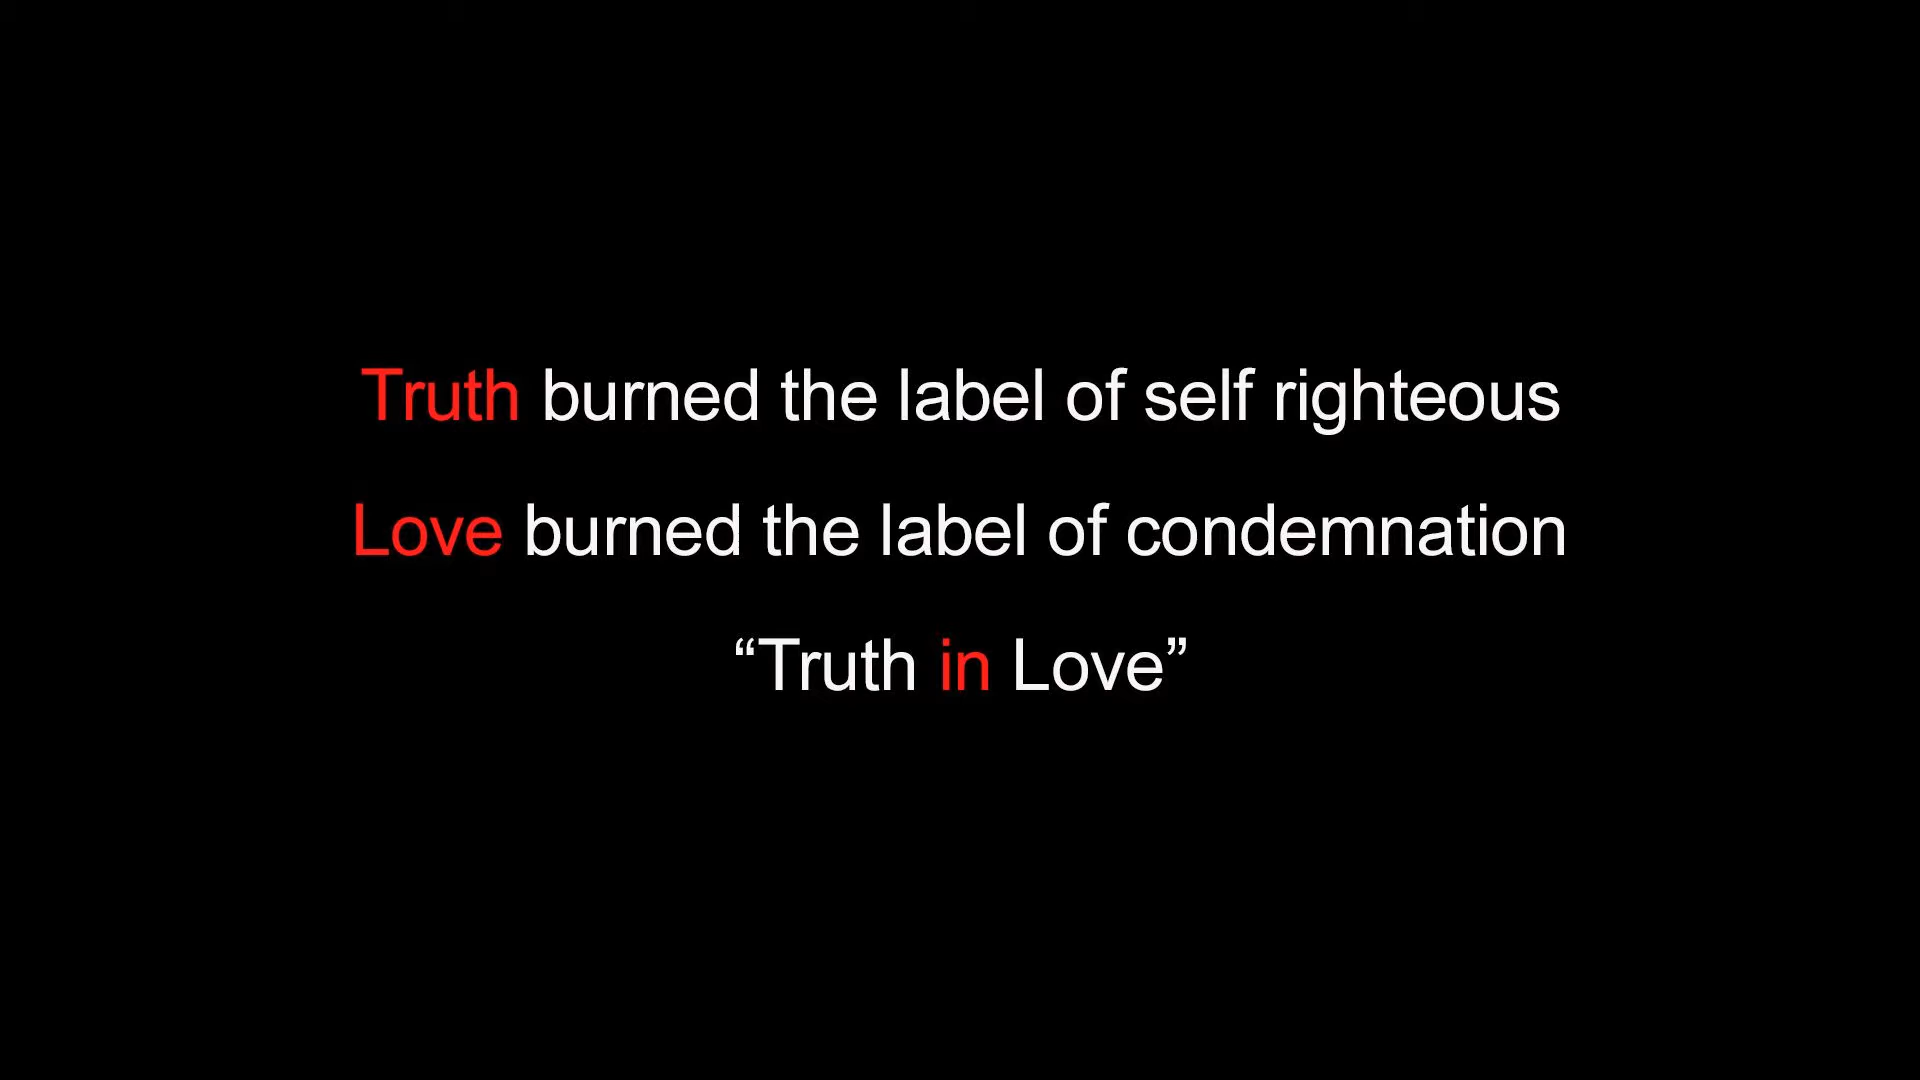 Truth burned the label of self righteous
Love burned the label of condemnation
“Truth in Love”